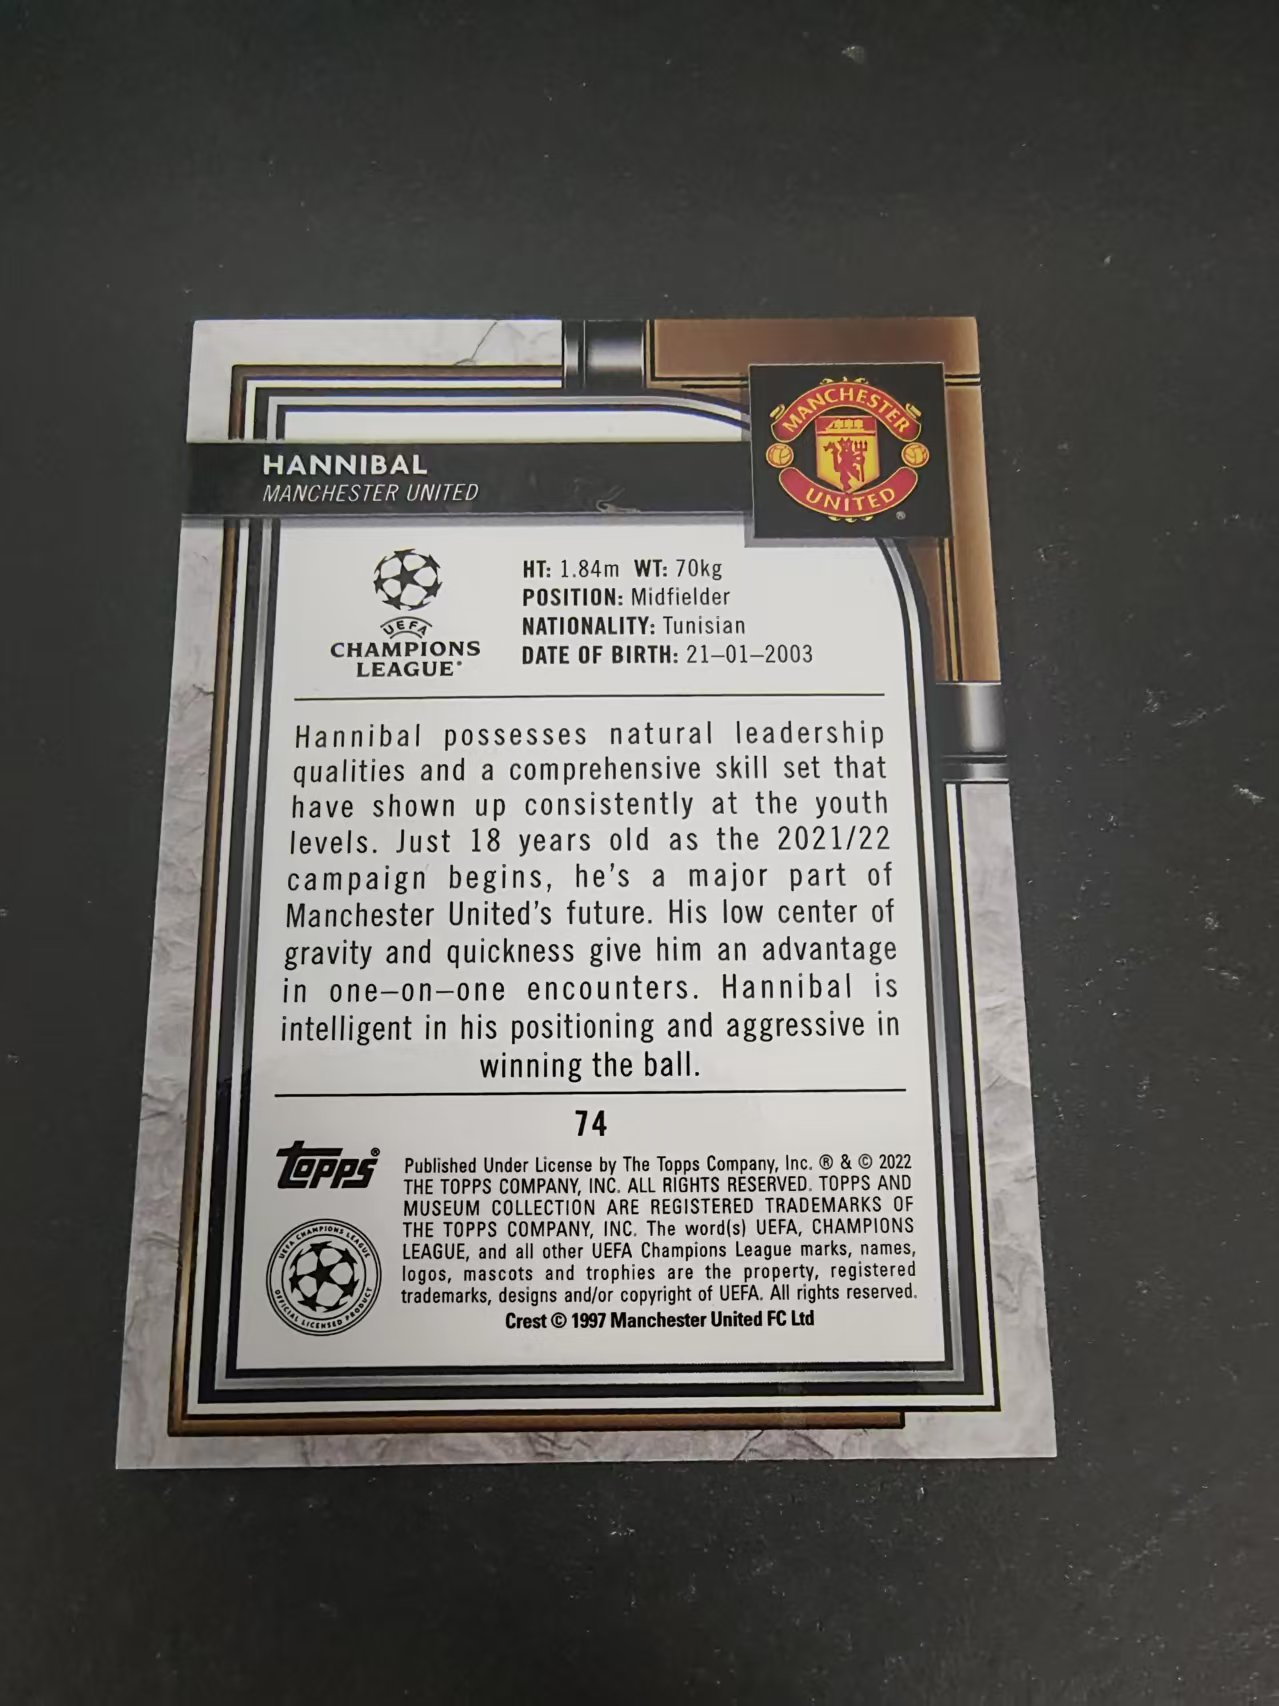 MANCHESTER
UNITED
®
HANNIBAL
MANCHESTER UNITED
UEFA
CHAMPIONS
LEAGUE®
HT: 1.84m WT: 70kg
POSITION: Midfielder
NATIONALITY: Tunisian
DATE OF BIRTH: 21–01–2003
Hannibal possesses natural leadership
qualities and a comprehensive skill set that
have shown up consistently at the youth
levels. Just 18 years old as the 2021/22
campaign begins, he's a major part of
Manchester United's future. His low center of
gravity and quickness give him an advantage
in one–on–one encounters. Hannibal is
intelligent in his positioning and aggressive in
winning the ball.
74
Topps®
Published Under License by The Topps Company, Inc. ® & © 2022
THE TOPPS COMPANY, INC. ALL RIGHTS RESERVED. TOPPS AND
MUSEUM COLLECTION ARE REGISTERED TRADEMARKS OF
THE TOPPS COMPANY, INC. The word(s) UEFA, CHAMPIONS
LEAGUE, and all other UEFA Champions League marks, names,
logos, mascots and trophies are the property, registered
trademarks, designs and/or copyright of UEFA. All rights reserved.
Crest © 1997 Manchester United FC Ltd
UEFA CHAMPIONS LEAGUE
OFFICIAL LICENSED PRODUCT